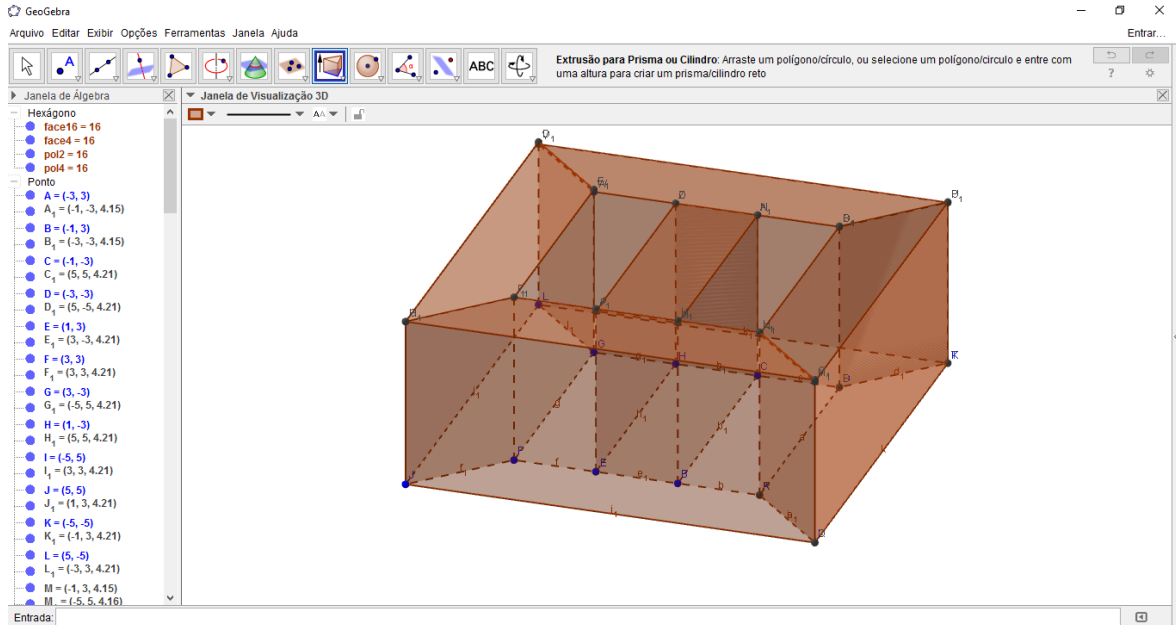 GeoGebra
Arquivo Editar Exibir Opções Ferramentas Janela Ajuda
Entrar...
A
ABC
Extrusão para Prisma ou Cilindro: Arraste um polígono/círculo, ou selecione um polígono/círculo e entre com
uma altura para criar um prisma/cilindro reto
Janela de Álgebra
Janela de Visualização 3D
AA
Hexágono
face16 = 16
face4 = 16
pol2 = 16
pol4 = 16
Ponto
A = (-3, 3)
A₁ = (-1, -3, 4.15)
B = (-1, 3)
B₁ = (-3, -3, 4.15)
C = (-1, -3)
C₁ = (5, 5, 4.21)
D = (-3, -3)
D₁ = (5, -5, 4.21)
E = (1, 3)
E₁ = (3, -3, 4.21)
F = (3, 3)
F₁ = (3, 3, 4.21)
G = (3, -3)
G₁ = (-5, 5, 4.21)
H = (1, -3)
H₁ = (5, 5, 4.21)
I = (-5, 5)
I₁ = (3, 3, 4.21)
J = (5, 5)
J₁ = (1, 3, 4.21)
K = (-5, -5)
K₁ = (-1, 3, 4.21)
L = (5, -5)
L₁ = (-3, 3, 4.21)
M = (-1, 3, 4.15)
M₁ = (-5, 5, 4.16)
L
G
H
C
F
E
B
Entrada: